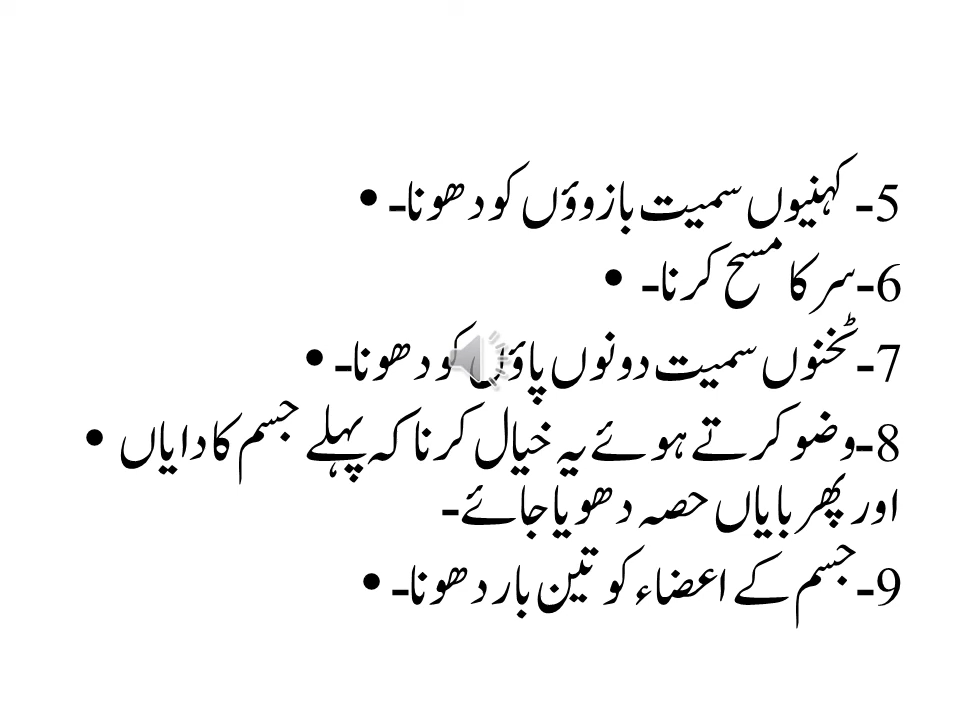 5- کہنیوں سمیت بازوؤں کو دھونا۔ •
6-سر کا مسح کرنا۔ •
7-ٹخنوں سمیت دونوں پاؤں کو دھونا۔ •
8-وضو کرتے ہوئے یہ خیال کرنا کہ پہلے جسم کا دایاں •
اور پھر بایاں حصہ دھویا جائے۔
9-جسم کے اعضاء کو تین بار دھونا۔ •